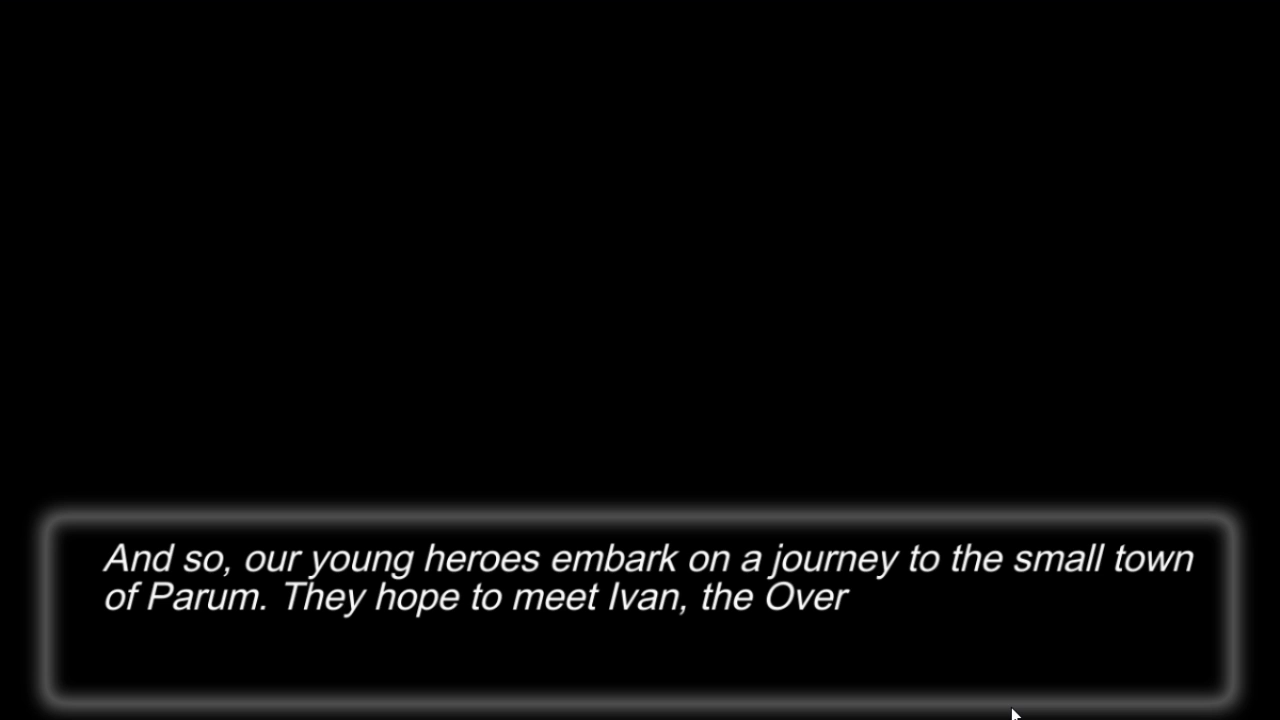 And so, our young heroes embark on a journey to the small town
of Parum. They hope to meet Ivan, the Over